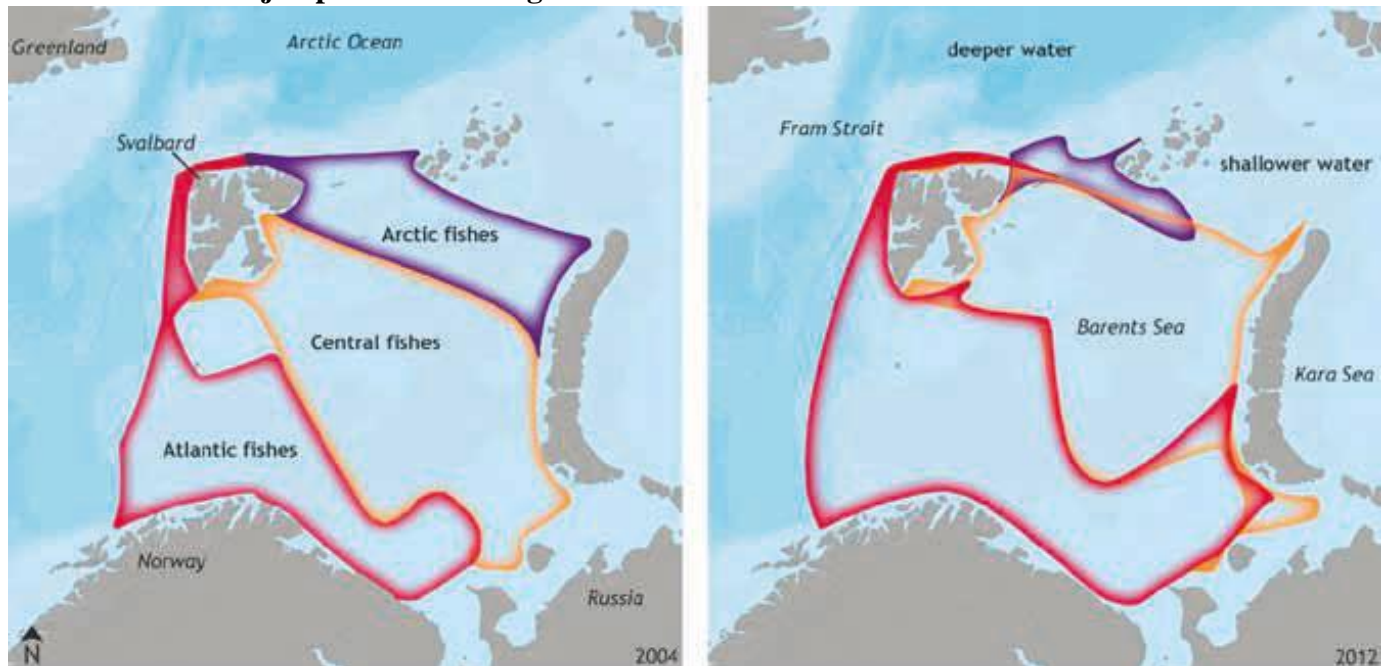 Greenland
Arctic Ocean
Svalbard
Arctic fishes
Central fishes
Atlantic fishes
Norway
Russia
N
2004
deeper water
Fram Strait
shallower water
Barents Sea
Kara Sea
2012